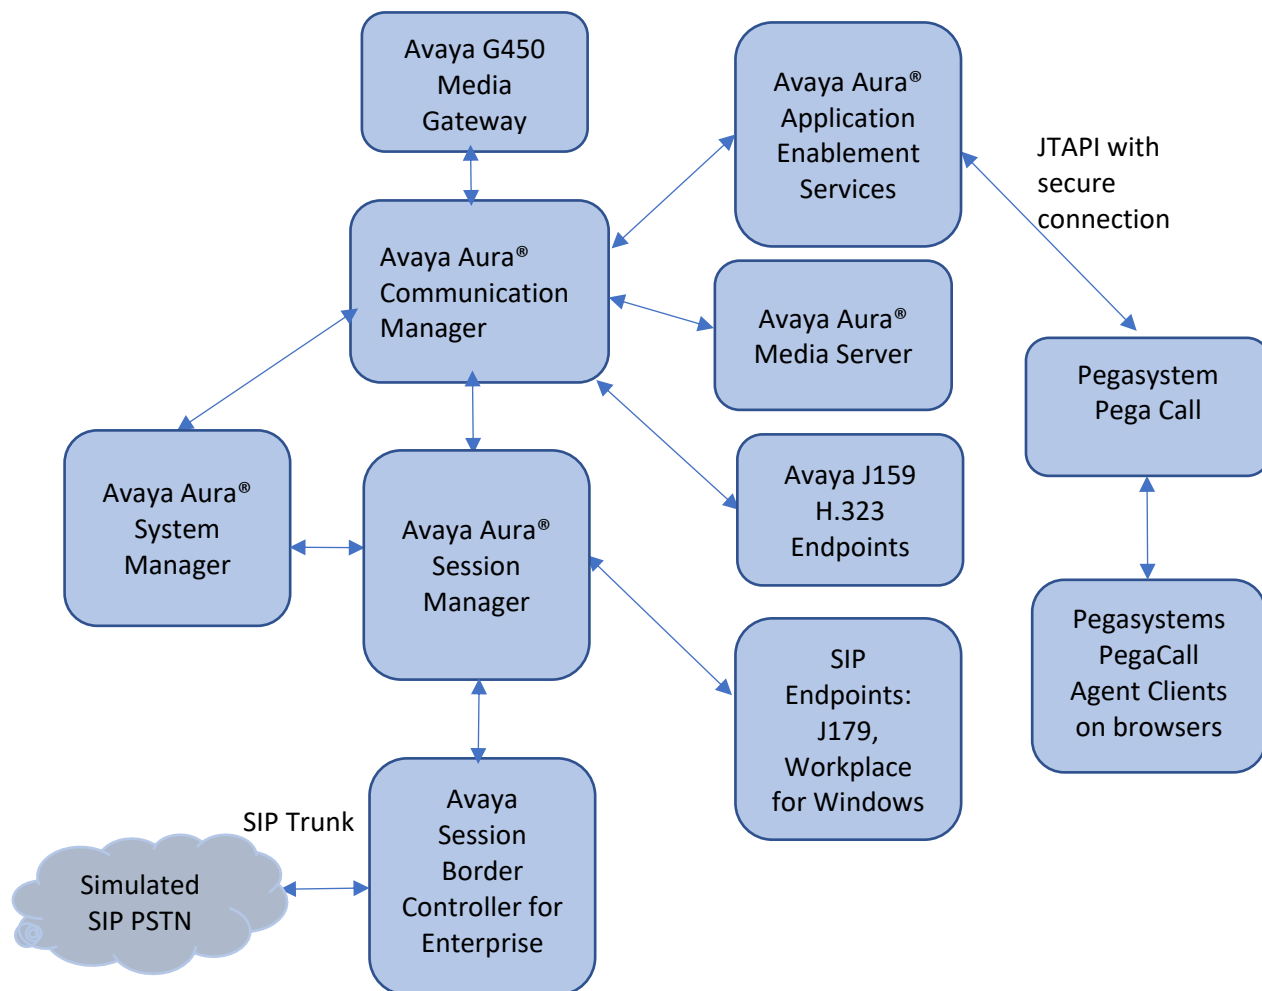 Avaya G450
Media
Gateway
Avaya Aura®
Application
Enablement
Services
JTAPI with
secure
connection
Avaya Aura®
Communication
Manager
Avaya Aura®
Media Server
Pegasystem
Pega Call
Avaya Aura®
System
Manager
Avaya Aura®
Session
Manager
Avaya J159
H.323
Endpoints
Pegasystems
PegaCall
Agent Clients
on browsers
SIP
Endpoints:
J179,
Workplace
for Windows
SIP Trunk
Simulated
SIP PSTN
Avaya
Session
Border
Controller for
Enterprise